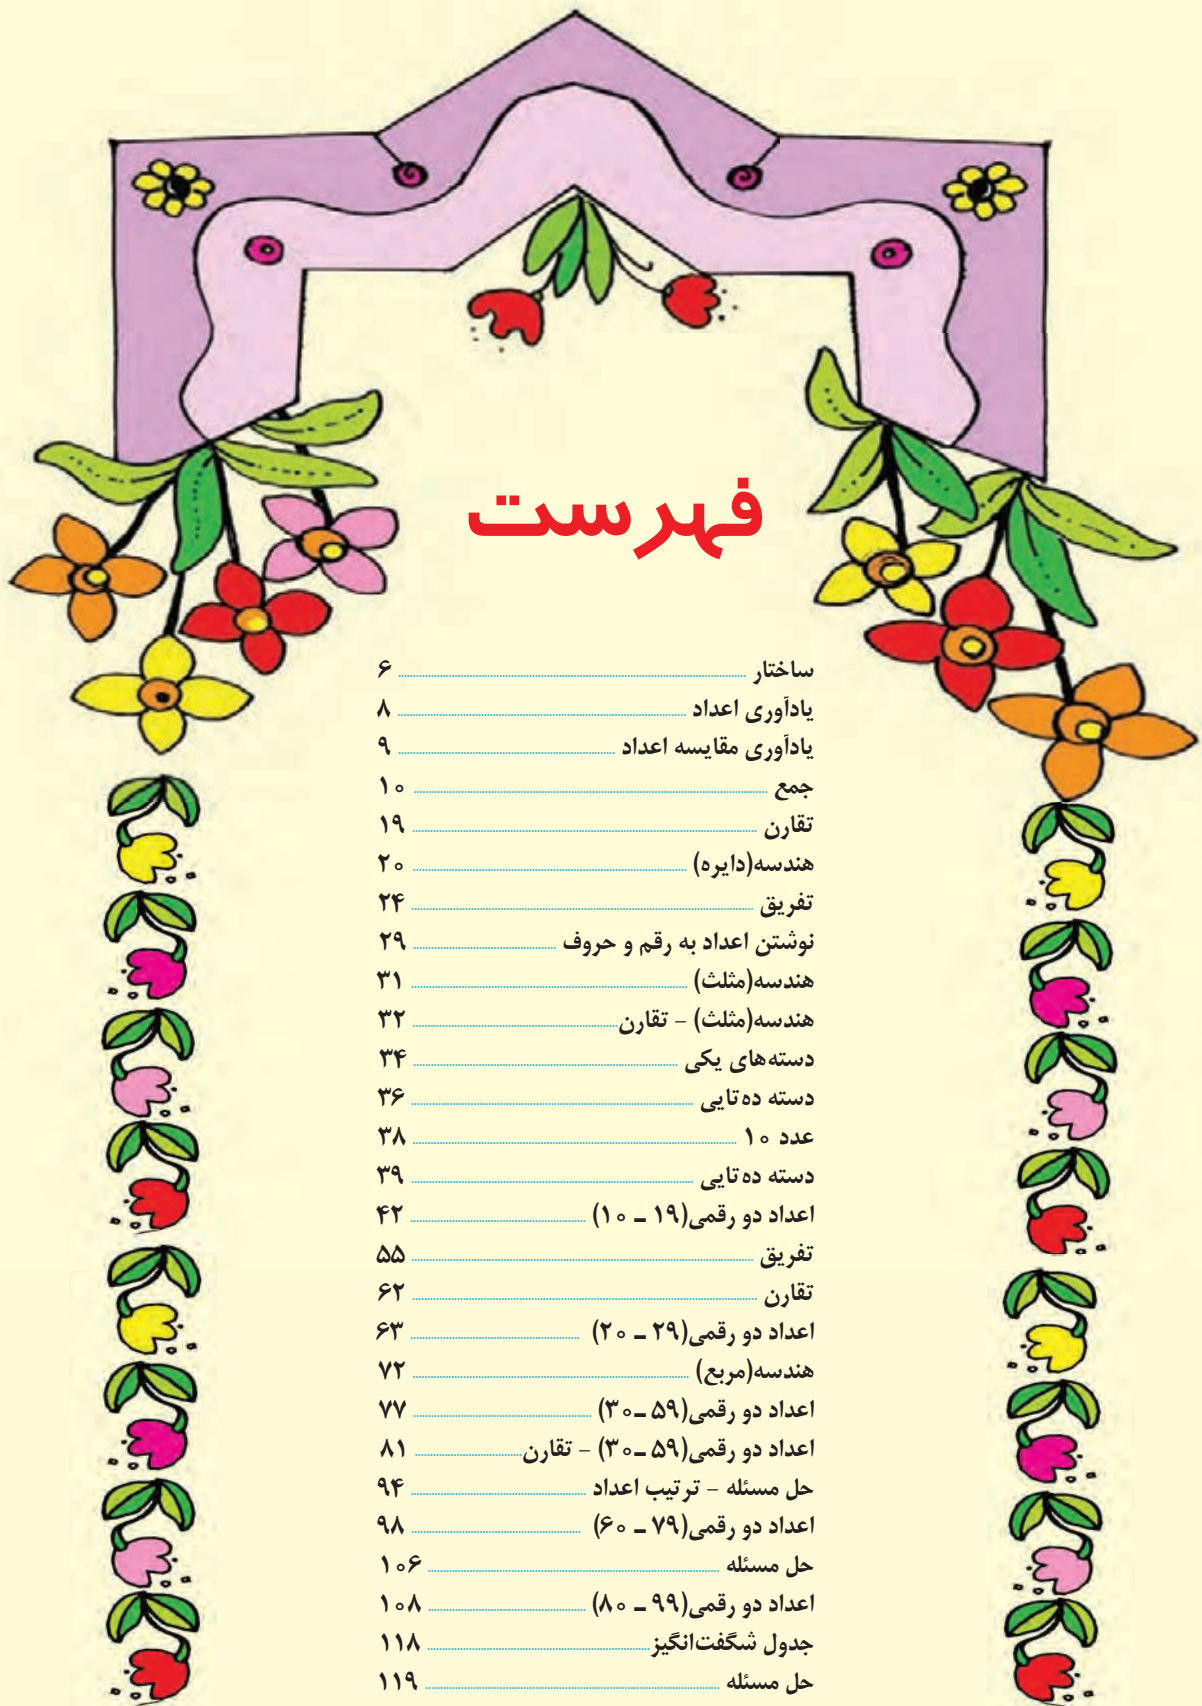 فهرست
ساختار ۶
یادآوری اعداد ۸
یادآوری مقایسه اعداد ۹
جمع ۱۰
تقارن ۱۹
هندسه(دایره) ۲۰
تفریق ۲۴
نوشتن اعداد به رقم و حروف ۲۹
هندسه(مثلث) ۳۱
هندسه(مثلث) – تقارن ۳۲
دسته‌های یکی ۳۴
دسته ده‌تایی ۳۶
عدد ۱۰ ۳۸
دسته ده‌تایی ۳۹
اعداد دو رقمی(۱۹ ـ ۱۰) ۴۲
تفریق ۵۵
تقارن ۶۲
اعداد دو رقمی(۲۹ ـ ۲۰) ۶۳
هندسه(مربع) ۷۲
اعداد دو رقمی(۵۹ ـ۳۰) ۷۷
اعداد دو رقمی(۵۹ ـ۳۰) – تقارن ۸۱
حل مسئله – ترتیب اعداد ۹۴
اعداد دو رقمی(۷۹ ـ ۶۰) ۹۸
حل مسئله ۱۰۶
اعداد دو رقمی(۹۹ ـ ۸۰) ۱۰۸
جدول شگفت‌انگیز ۱۱۸
حل مسئله ۱۱۹